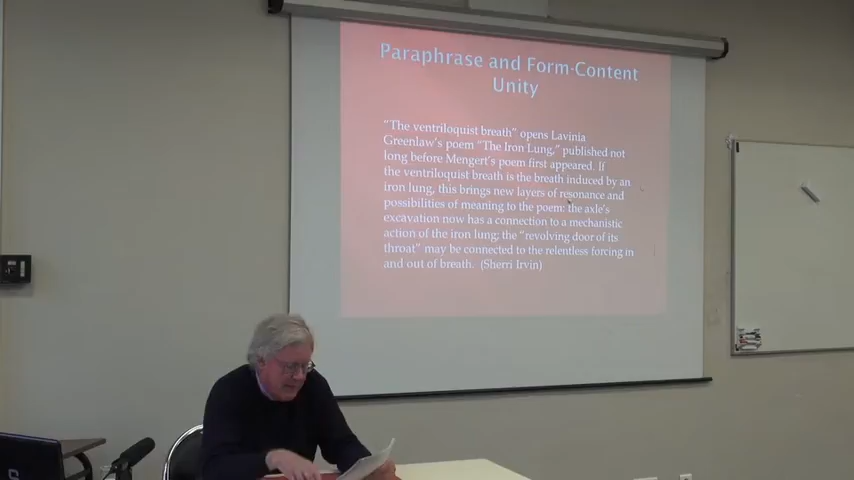 Paraphrase and Form-Content
Unity
“The ventriloquist breath” opens Lavinia
Greenlaw’s poem “The Iron Lung,” published not
long before Mengert’s poem first appeared. If
the ventriloquist breath is the breath induced by an
iron lung, this brings new layers of resonance and
possibilities of meaning to the poem: the axle’s
excavation now has a connection to a mechanistic
action of the iron lung; the “revolving door of its
throat” may be connected to the relentless forcing in
and out of breath. (Sherri Irvin)